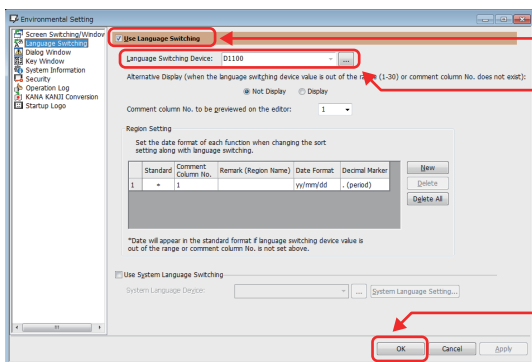 Environmental Setting
Screen Switching/Window
Language Switching
Dialog Window
Key Window
System Information
Security
Operation Log
KANA KANJI Conversion
Startup Logo
Use Language Switching
Language Switching Device: D1100 ...
Alternative Display (when the language switching device value is out of the range (1-30) or comment column No. does not exist):
Not Display Display
Comment column No. to be previewed on the editor: 1
Region Setting
Set the date format of each function when changing the sort
setting along with language switching.
Standard Comment Column No. Remark (Region Name) Date Format Decimal Marker
1 * 1 yy/mm/dd . (period)
New
Delete
Delete All
*Date will appear in the standard format if language switching device value is
out of the range or comment column No. is not set above.
Use System Language Switching
System Language Device: ... System Language Setting...
OK Cancel Apply